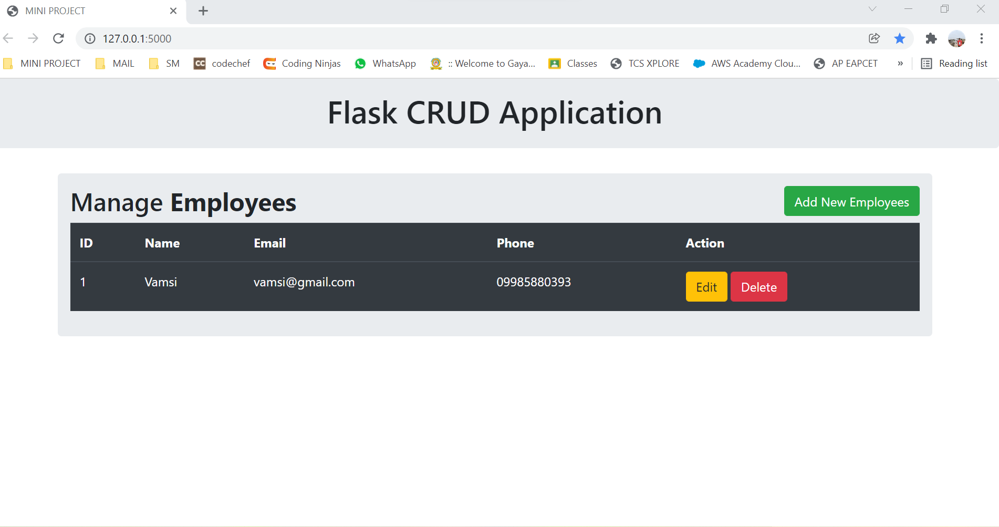 MINI PROJECT
127.0.0.1:5000
MINI PROJECT MAIL SM CC codechef Coding Ninjas WhatsApp :: Welcome to Gaya... Classes TCS XPLORE AWS Academy Clou... AP EAPCET » Reading list
Flask CRUD Application
Manage Employees Add New Employees
ID Name Email Phone Action
1 Vamsi vamsi@gmail.com 09985880393 Edit Delete